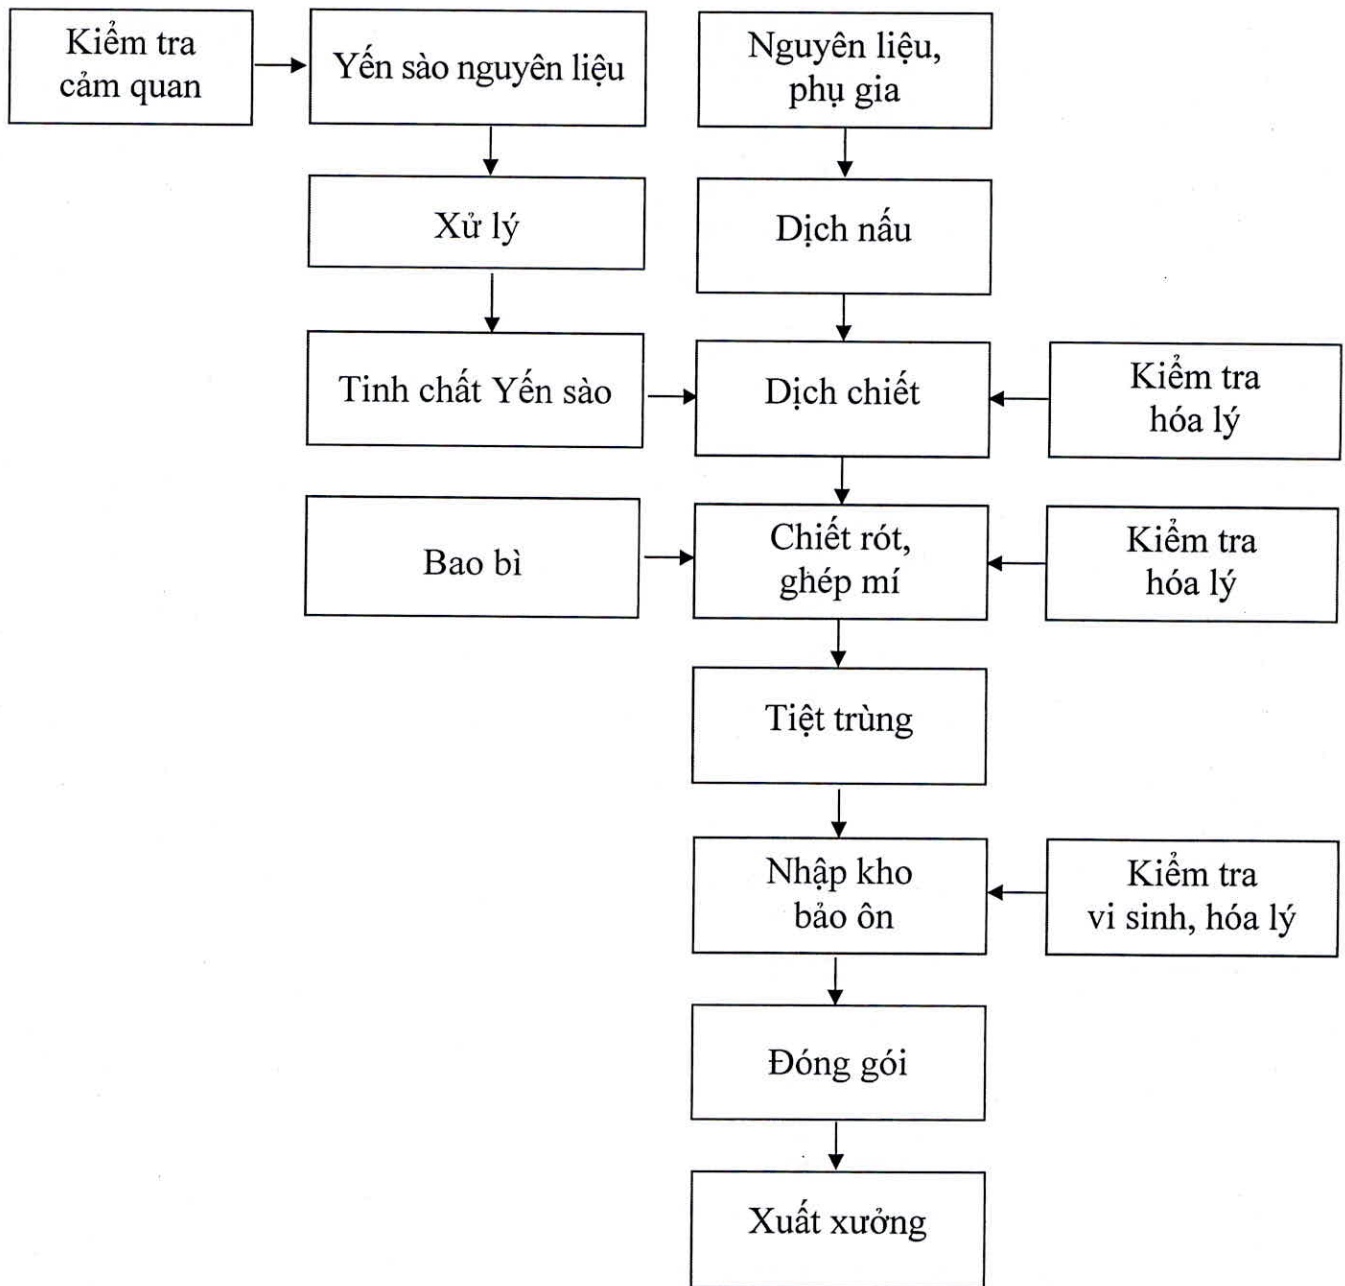 Kiểm tra
cảm quan
Yến sào nguyên liệu
Nguyên liệu,
phụ gia
Xử lý
Dịch nấu
Tinh chất Yến sào
Dịch chiết
Kiểm tra
hóa lý
Bao bì
Chiết rót,
ghép mí
Kiểm tra
hóa lý
Tiệt trùng
Nhập kho
bảo ôn
Kiểm tra
vi sinh, hóa lý
Đóng gói
Xuất xưởng